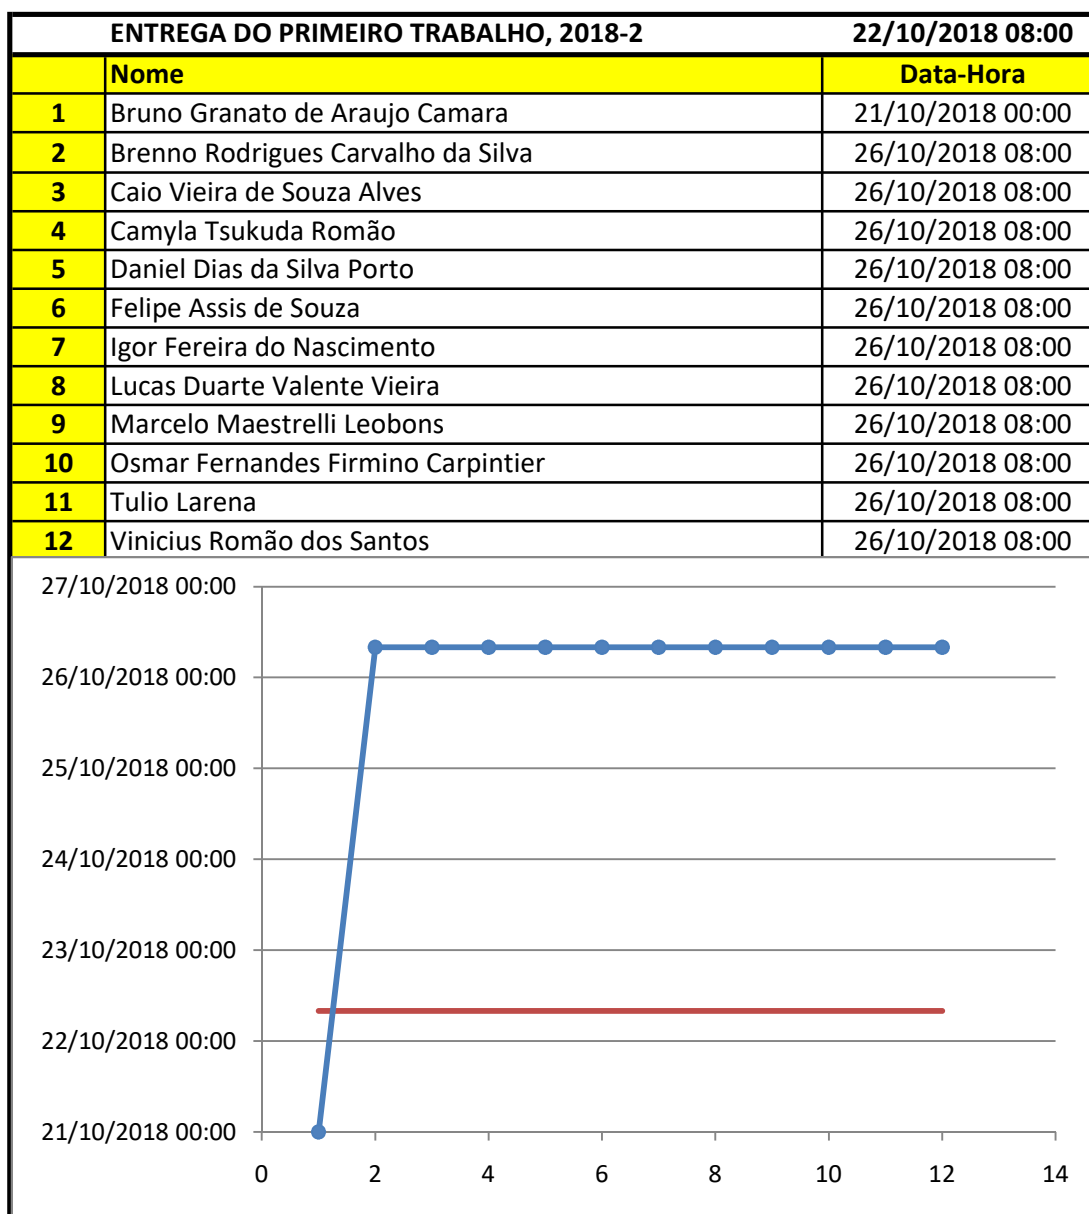 ENTREGA DO PRIMEIRO TRABALHO, 2018-2 22/10/2018 08:00
Nome Data-Hora
1 Bruno Granato de Araujo Camara 21/10/2018 00:00
2 Brenno Rodrigues Carvalho da Silva 26/10/2018 08:00
3 Caio Vieira de Souza Alves 26/10/2018 08:00
4 Camyla Tsukuda Romão 26/10/2018 08:00
5 Daniel Dias da Silva Porto 26/10/2018 08:00
6 Felipe Assis de Souza 26/10/2018 08:00
7 Igor Fereira do Nascimento 26/10/2018 08:00
8 Lucas Duarte Valente Vieira 26/10/2018 08:00
9 Marcelo Maestrelli Leobons 26/10/2018 08:00
10 Osmar Fernandes Firmino Carpintier 26/10/2018 08:00
11 Tulio Larena 26/10/2018 08:00
12 Vinicius Romão dos Santos 26/10/2018 08:00
27/10/2018 00:00
26/10/2018 00:00
25/10/2018 00:00
24/10/2018 00:00
23/10/2018 00:00
22/10/2018 00:00
21/10/2018 00:00
0 2 4 6 8 10 12 14